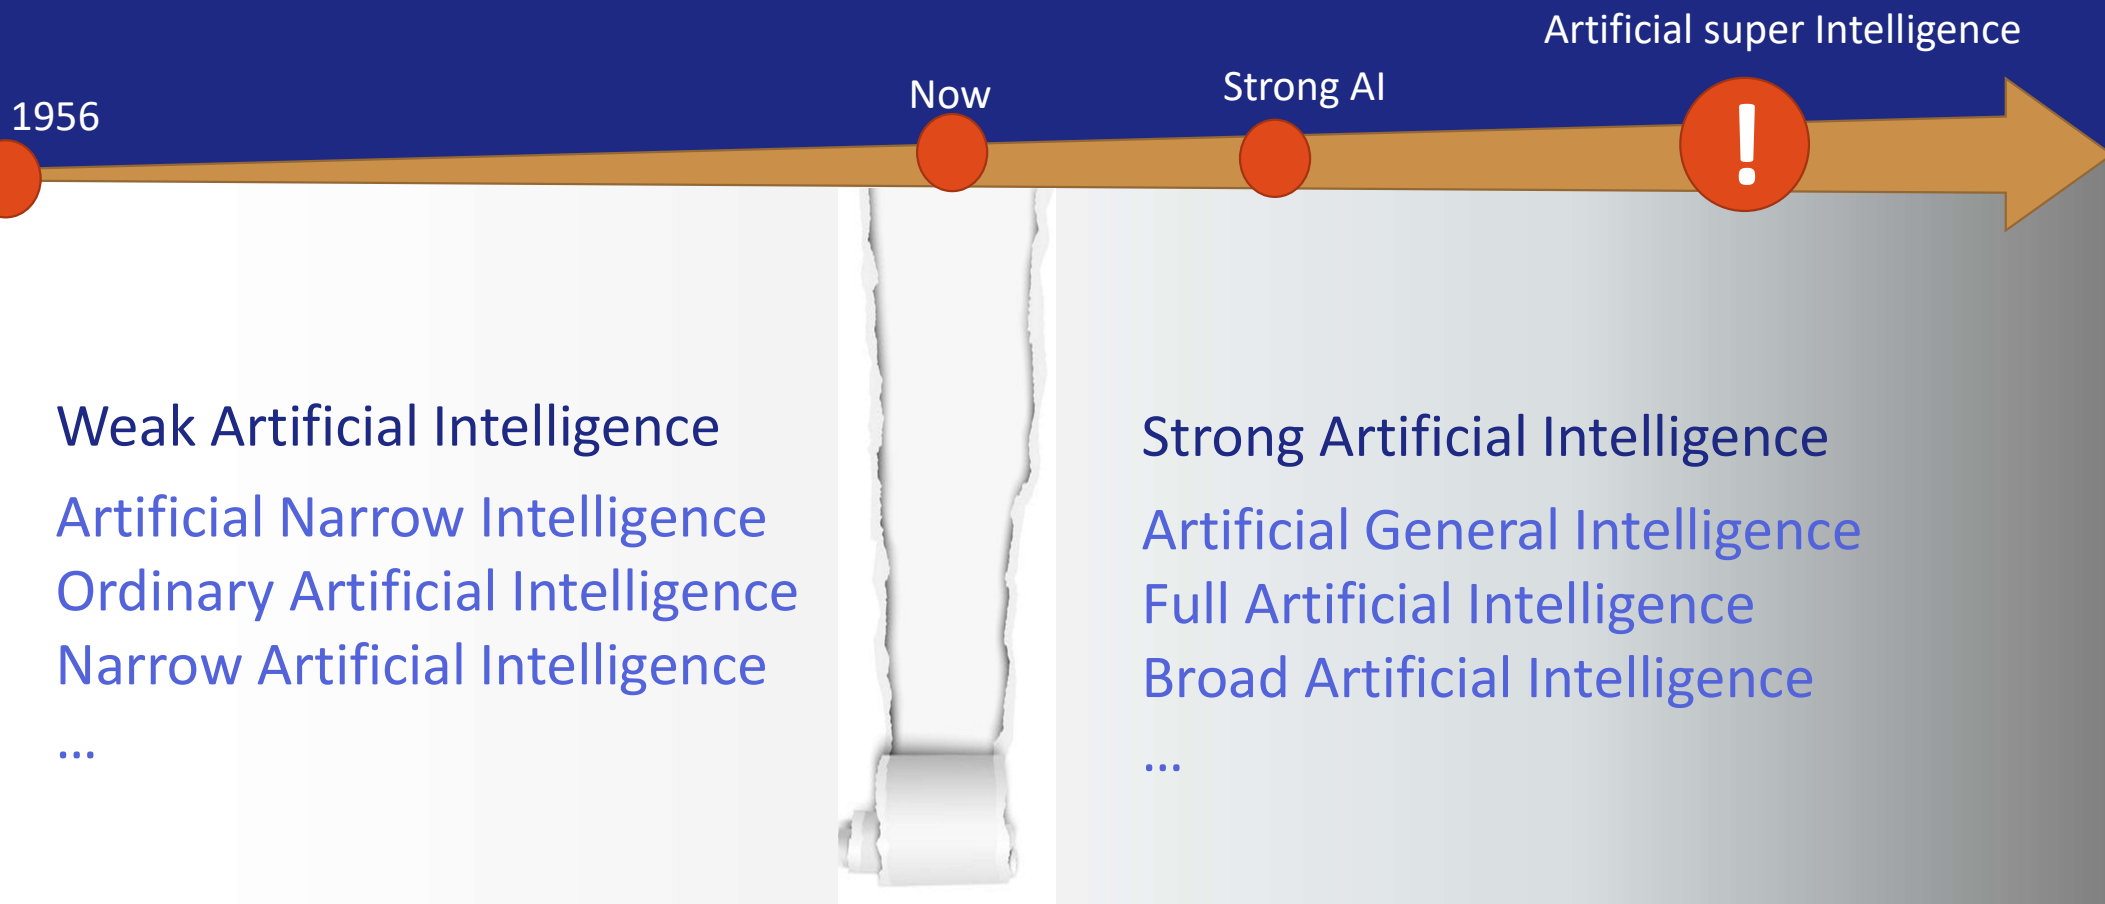 Artificial super Intelligence
1956
Now
Strong AI
!
Weak Artificial Intelligence
Artificial Narrow Intelligence
Ordinary Artificial Intelligence
Narrow Artificial Intelligence
...
Strong Artificial Intelligence
Artificial General Intelligence
Full Artificial Intelligence
Broad Artificial Intelligence
...